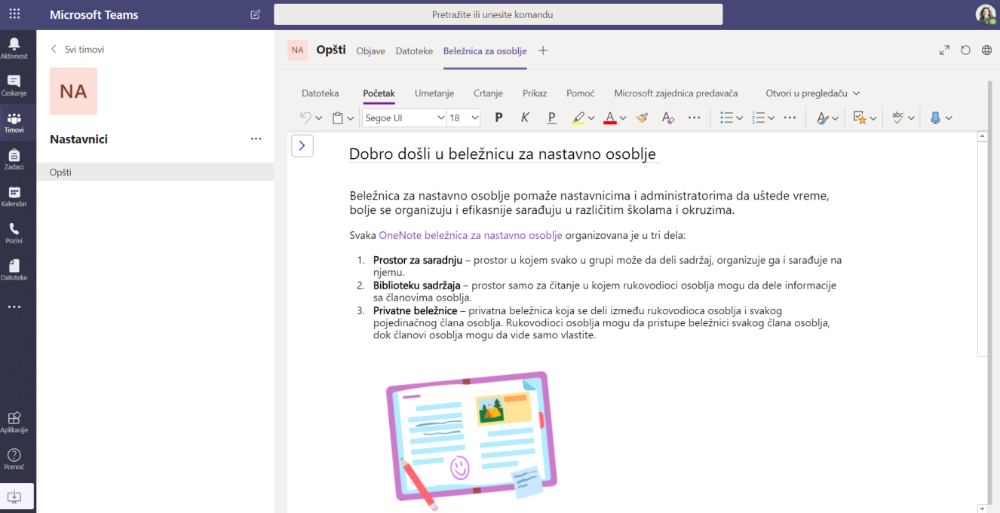 Microsoft Teams
Pretražite ili unesite komandu
Aktivnost
Ćaskanje
Timovi
Zadaci
Kalendar
Pozivi
Datoteke
Aplikacije
Pomoć
Svi timovi
NA
Nastavnici
Opšti
NA Opšti Objave Datoteke Beležnica za osoblje
Datoteka Početak Umetanje Crtanje Prikaz Pomoć Microsoft zajednica predavača Otvori u pregledaču
Segoe UI 18 P K P A A abc
Dobro došli u beležnicu za nastavno osoblje
Beležnica za nastavno osoblje pomaže nastavnicima i administratorima da uštede vreme,
bolje se organizuju i efikasnije sarađuju u različitim školama i okruzima.
Svaka OneNote beležnica za nastavno osoblje organizovana je u tri dela:
1. Prostor za saradnju – prostor u kojem svako u grupi može da deli sadržaj, organizuje ga i sarađuje na
njemu.
2. Biblioteku sadržaja – prostor samo za čitanje u kojem rukovodioci osoblja mogu da dele informacije
sa članovima osoblja.
3. Privatne beležnice – privatna beležnica koja se deli između rukovodioca osoblja i svakog
pojedinačnog člana osoblja. Rukovodioci osoblja mogu da pristupe beležnici svakog člana osoblja,
dok članovi osoblja mogu da vide samo vlastite.